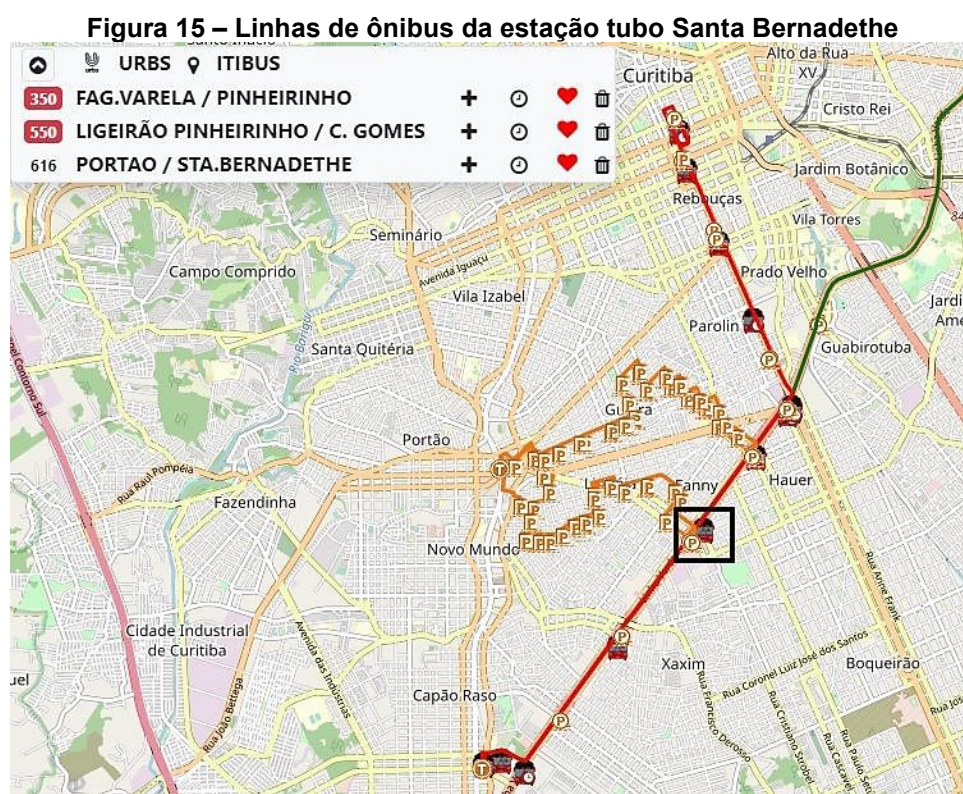 Figura 15 – Linhas de ônibus da estação tubo Santa Bernadethe
urbs URBS ITIBUS
350 FAG.VARELA / PINHEIRINHO
550 LIGEIRÃO PINHEIRINHO / C. GOMES
616 PORTAO / STA.BERNADETHE
Alto da Rua
XV
Curitiba
Cristo Rei
Jardim Botânico
Rebouças
Vila Torres
Seminário
Campo Comprido
Avenida Iguaçu
Prado Velho
Vila Izabel
Parolin
Santa Quitéria
Guabirotuba
Portão
Rua Raul Pompéia
Fazendinha
Fanny
Hauer
Novo Mundo
Rua Anne Frank
Cidade Industrial
de Curitiba
Avenida das Indústrias
Xaxim
Rua Coronel Luiz José dos Santos
Boqueirão
Capão Raso
Rua João Bettega
Rua Francisco Derosso
Rua Cristiano Strobel